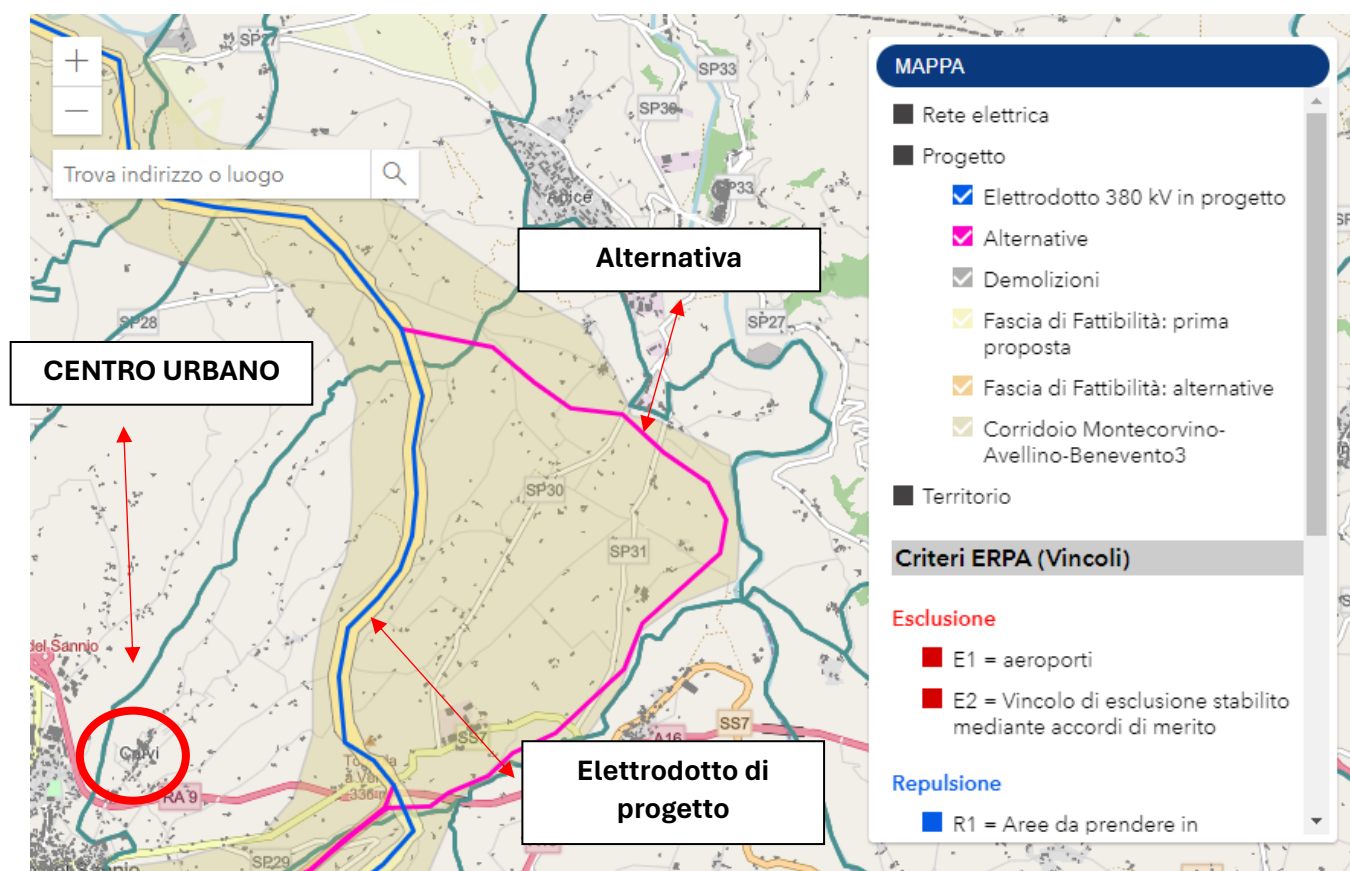 SP27
SP33
SP30
+
−
Trova indirizzo o luogo
Apice
P33
Alternativa
SP28
SP27
CENTRO URBANO
SP30
SP31
del Sannio
Calvi
SS7
SS7
A16
336 m
RA 9
Elettrodotto di
progetto
SP29
MAPPA
Rete elettrica
Progetto
Elettrodotto 380 kV in progetto
Alternative
Demolizioni
Fascia di Fattibilità: prima
proposta
Fascia di Fattibilità: alternative
Corridoio Montecorvino-
Avellino-Benevento3
Territorio
Criteri ERPA (Vincoli)
Esclusione
E1 = aeroporti
E2 = Vincolo di esclusione stabilito
mediante accordi di merito
Repulsione
R1 = Aree da prendere in